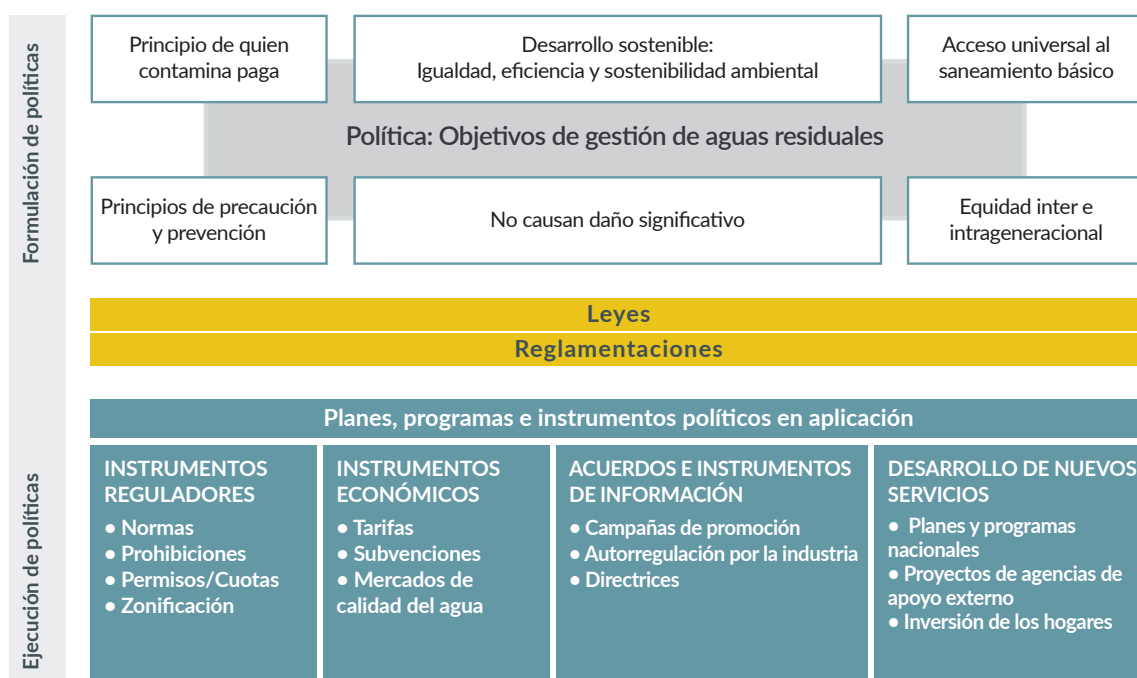 Formulación de políticas
Principio de quien
contamina paga
Desarrollo sostenible:
Igualdad, eficiencia y sostenibilidad ambiental
Acceso universal al
saneamiento básico
Política: Objetivos de gestión de aguas residuales
Principios de precaución
y prevención
No causan daño significativo
Equidad inter e
intrageneracional
Leyes
Reglamentaciones
Ejecución de políticas
Planes, programas e instrumentos políticos en aplicación
INSTRUMENTOS
REGULADORES
● Normas
● Prohibiciones
● Permisos/Cuotas
● Zonificación
INSTRUMENTOS
ECONÓMICOS
● Tarifas
● Subvenciones
● Mercados de
calidad del agua
ACUERDOS E INSTRUMENTOS
DE INFORMACIÓN
● Campañas de promoción
● Autorregulación por la industria
● Directrices
DESARROLLO DE NUEVOS
SERVICIOS
● Planes y programas
nacionales
● Proyectos de agencias de
apoyo externo
● Inversión de los hogares